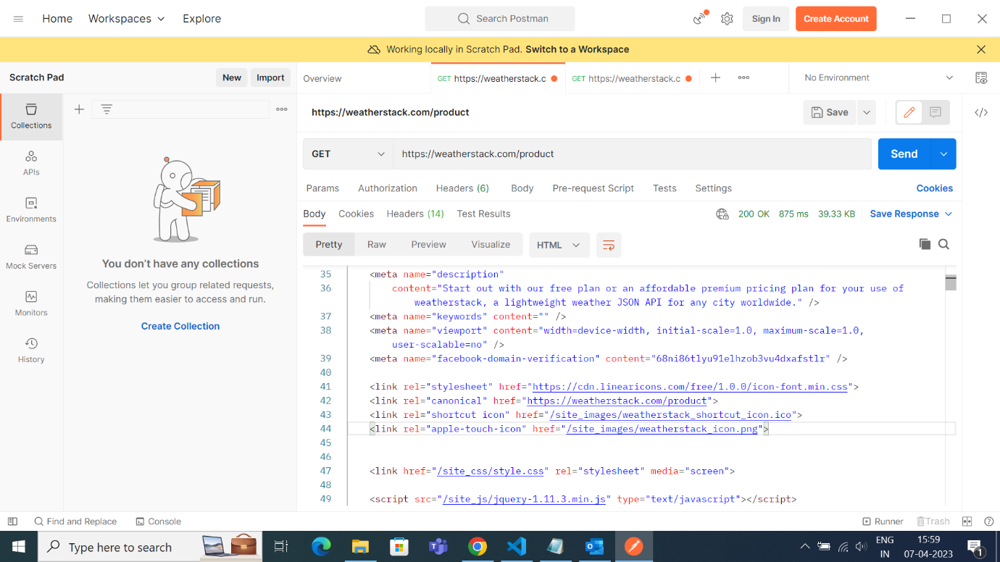 Home Workspaces Explore Search Postman Sign In Create Account
Working locally in Scratch Pad. Switch to a Workspace
Scratch Pad New Import Overview GET https://weatherstack.c GET https://weatherstack.c No Environment
Collections
APIs
Environments
Mock Servers
Monitors
History
You don't have any collections
Collections let you group related requests,
making them easier to access and run.
Create Collection
https://weatherstack.com/product Save
GET https://weatherstack.com/product Send
Params Authorization Headers (6) Body Pre-request Script Tests Settings Cookies
Body Cookies Headers (14) Test Results 200 OK 875 ms 39.33 KB Save Response
Pretty Raw Preview Visualize HTML
35 <meta name="description"
36 content="Start out with our free plan or an affordable premium pricing plan for your use of
weatherstack, a lightweight weather JSON API for any city worldwide." />
37 <meta name="keywords" content="" />
38 <meta name="viewport" content="width=device-width, initial-scale=1.0, maximum-scale=1.0,
user-scalable=no" />
39 <meta name="facebook-domain-verification" content="68ni86tlyu91elhzob3vu4dxafstlr" />
40
41 <link rel="stylesheet" href="https://cdn.linearicons.com/free/1.0.0/icon-font.min.css">
42 <link rel="canonical" href="https://weatherstack.com/product">
43 <link rel="shortcut icon" href="/site_images/weatherstack_shortcut_icon.ico">
44 <link rel="apple-touch-icon" href="/site_images/weatherstack_icon.png">
45
46
47 <link href="/site_css/style.css" rel="stylesheet" media="screen">
48
49 <script src="/site_js/jquery-1.11.3.min.js" type="text/javascript"></script>
Find and Replace Console Runner Trash
Type here to search ENG 15:59
IN 07-04-2023 1